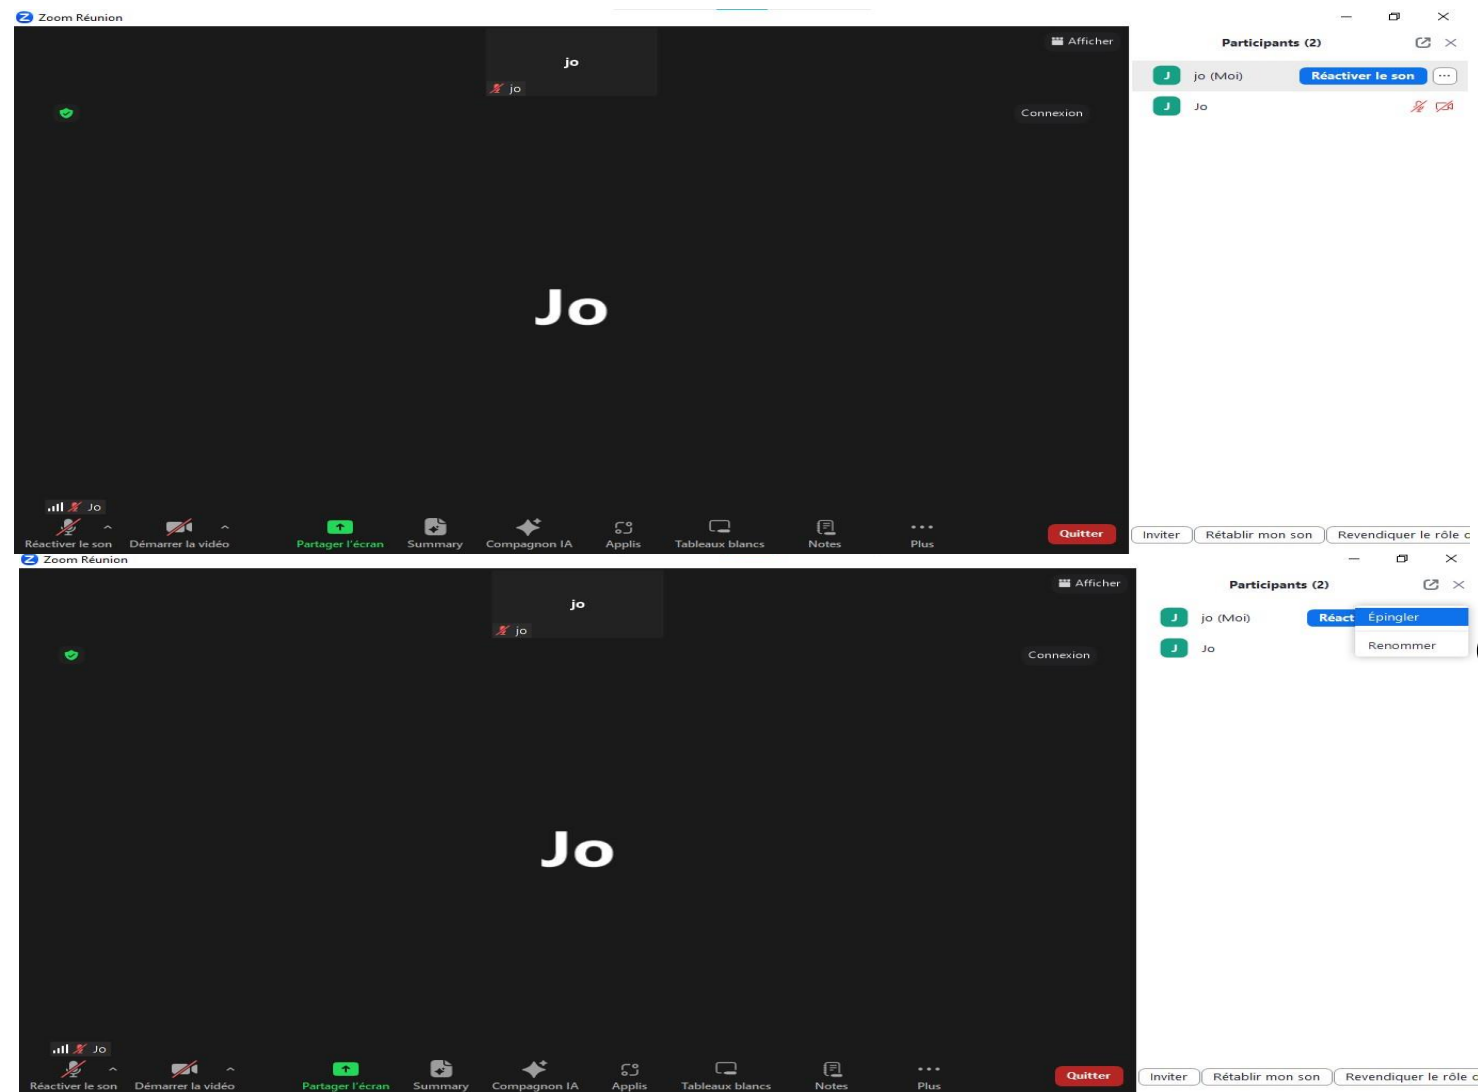 Zoom Réunion
jo
jo
Afficher
Connexion
Participants (2)
J jo (Moi) Réactiver le son ...
J Jo
Jo
Jo
Réactiver le son Démarrer la vidéo Partager l'écran Summary Compagnon IA Applis Tableaux blancs Notes Plus Quitter
Inviter Rétablir mon son Revendiquer le rôle
Zoom Réunion
jo
jo
Afficher
Connexion
Participants (2)
J jo (Moi) Réact Épingler
J Jo Renommer
Jo
Jo
Réactiver le son Démarrer la vidéo Partager l'écran Summary Compagnon IA Applis Tableaux blancs Notes Plus Quitter
Inviter Rétablir mon son Revendiquer le rôle